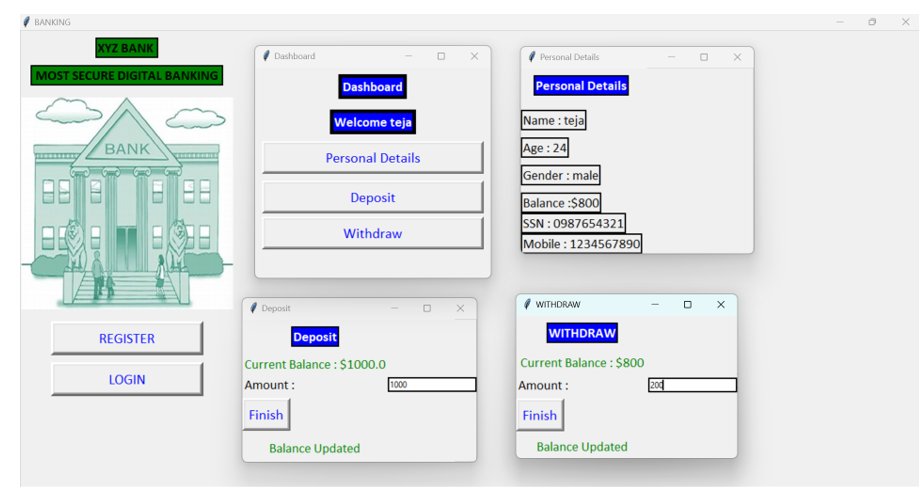 BANKING
XYZ BANK
MOST SECURE DIGITAL BANKING
BANK
REGISTER
LOGIN
Dashboard
Dashboard
Welcome teja
Personal Details
Deposit
Withdraw
Personal Details
Personal Details
Name : teja
Age : 24
Gender : male
Balance :$800
SSN : 0987654321
Mobile : 1234567890
Deposit
Deposit
Current Balance : $1000.0
Amount : 1000
Finish
Balance Updated
WITHDRAW
WITHDRAW
Current Balance : $800
Amount : 200
Finish
Balance Updated